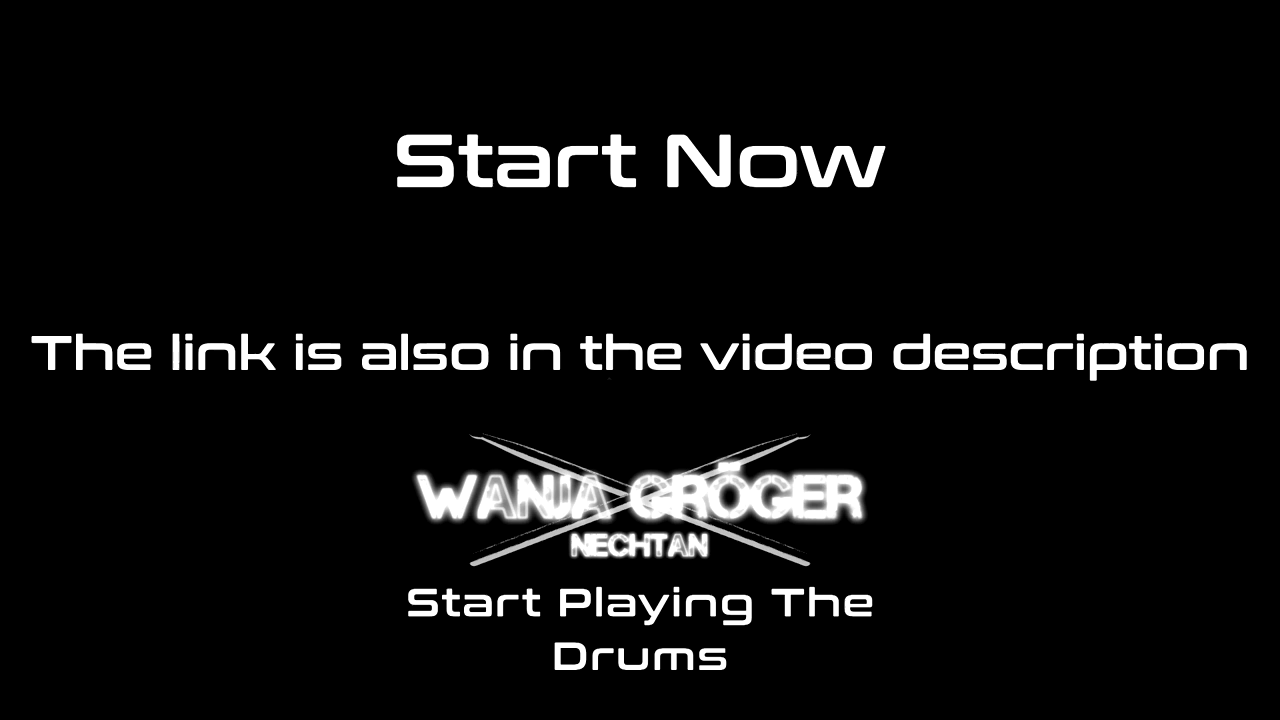 Start Now
The link is also in the video description
WANJA GRÖGER
NECHTAN
Start Playing The
Drums